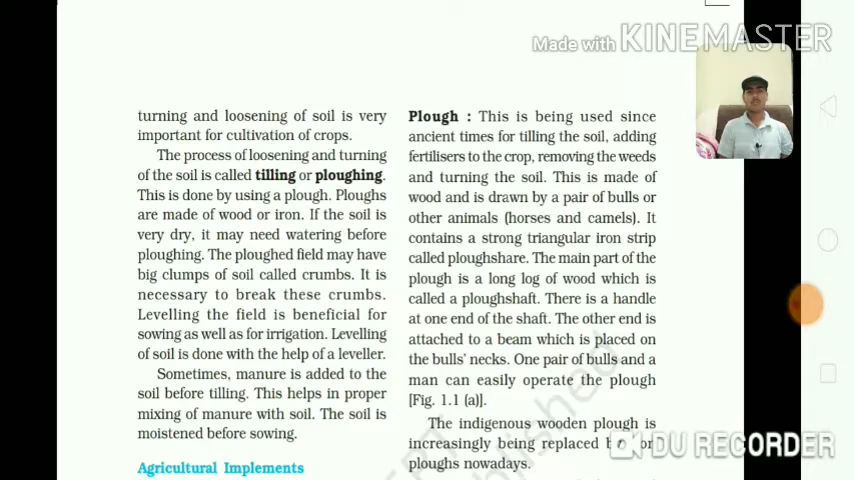 Made with KINEMASTER
turning and loosening of soil is very
important for cultivation of crops.
The process of loosening and turning
of the soil is called tilling or ploughing.
This is done by using a plough. Ploughs
are made of wood or iron. If the soil is
very dry, it may need watering before
ploughing. The ploughed field may have
big clumps of soil called crumbs. It is
necessary to break these crumbs.
Levelling the field is beneficial for
sowing as well as for irrigation. Levelling
of soil is done with the help of a leveller.
Sometimes, manure is added to the
soil before tilling. This helps in proper
mixing of manure with soil. The soil is
moistened before sowing.
Agricultural Implements
Plough : This is being used since
ancient times for tilling the soil, adding
fertilisers to the crop, removing the weeds
and turning the soil. This is made of
wood and is drawn by a pair of bulls or
other animals (horses and camels). It
contains a strong triangular iron strip
called ploughshare. The main part of the
plough is a long log of wood which is
called a ploughshaft. There is a handle
at one end of the shaft. The other end is
attached to a beam which is placed on
the bulls' necks. One pair of bulls and a
man can easily operate the plough
[Fig. 1.1 (a)].
The indigenous wooden plough is
increasingly being replaced
ploughs nowadays.
DU RECORDER